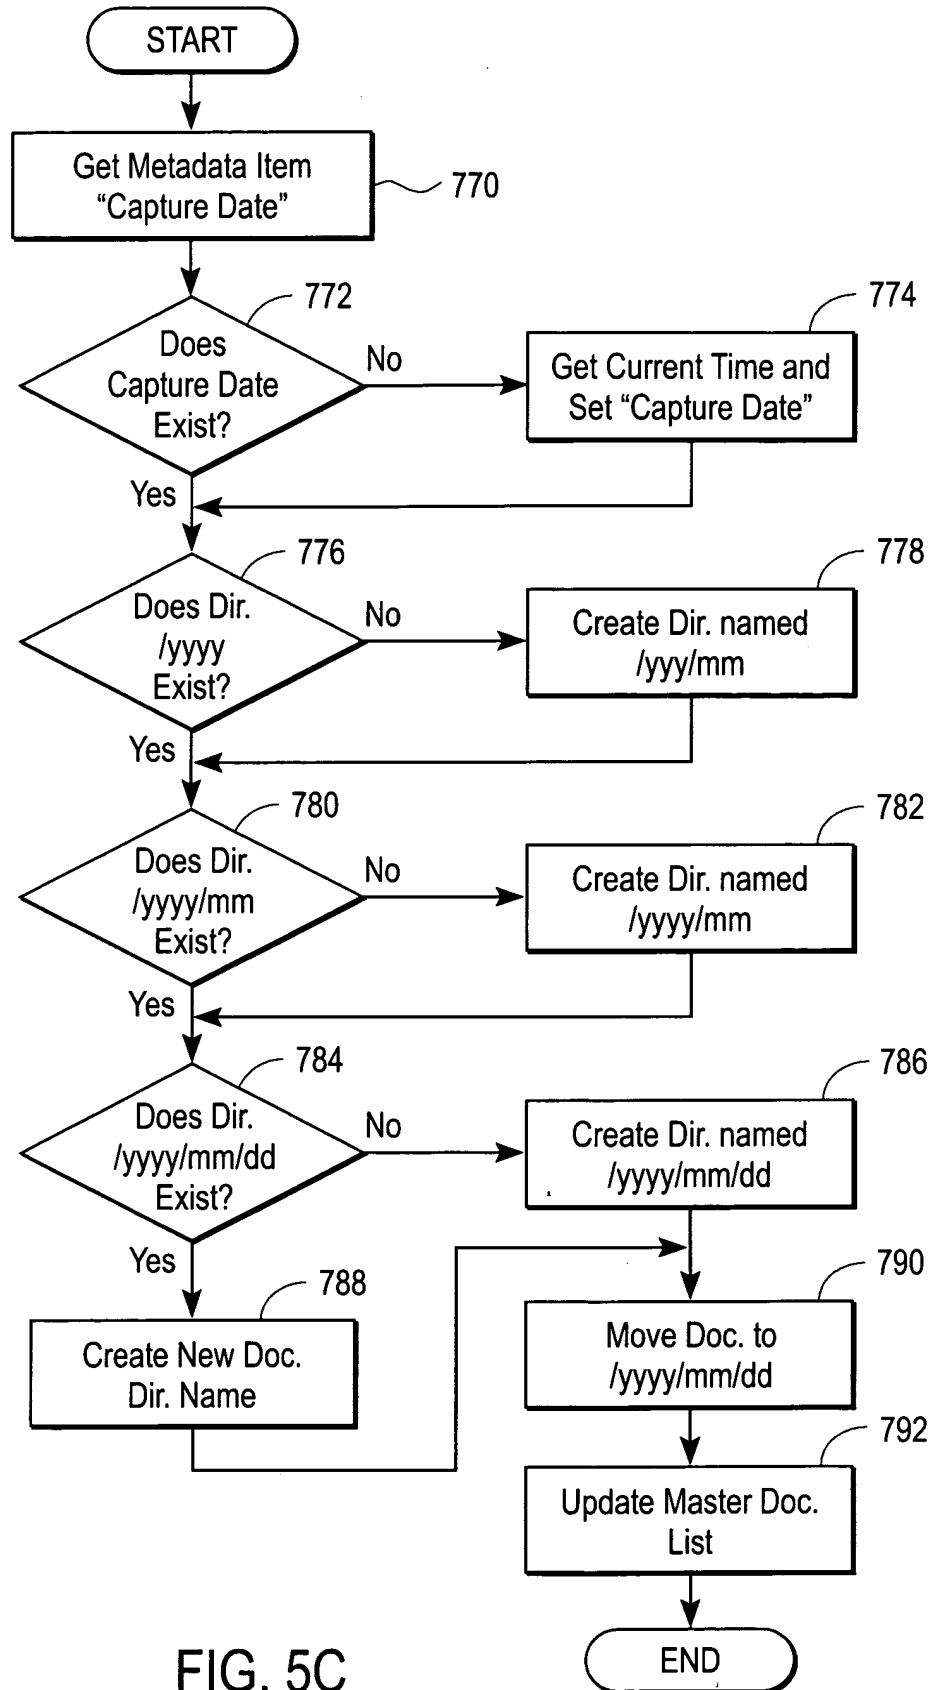 START
Get Metadata Item
“Capture Date”
770
772
Does
Capture Date
Exist?
No
774
Get Current Time and
Set “Capture Date”
Yes
776
Does Dir.
/yyyy
Exist?
No
778
Create Dir. named
/yyy/mm
Yes
780
Does Dir.
/yyyy/mm
Exist?
No
782
Create Dir. named
/yyyy/mm
Yes
784
Does Dir.
/yyyy/mm/dd
Exist?
No
786
Create Dir. named
/yyyy/mm/dd
Yes
788
Create New Doc.
Dir. Name
790
Move Doc. to
/yyyy/mm/dd
792
Update Master Doc.
List
END
FIG. 5C